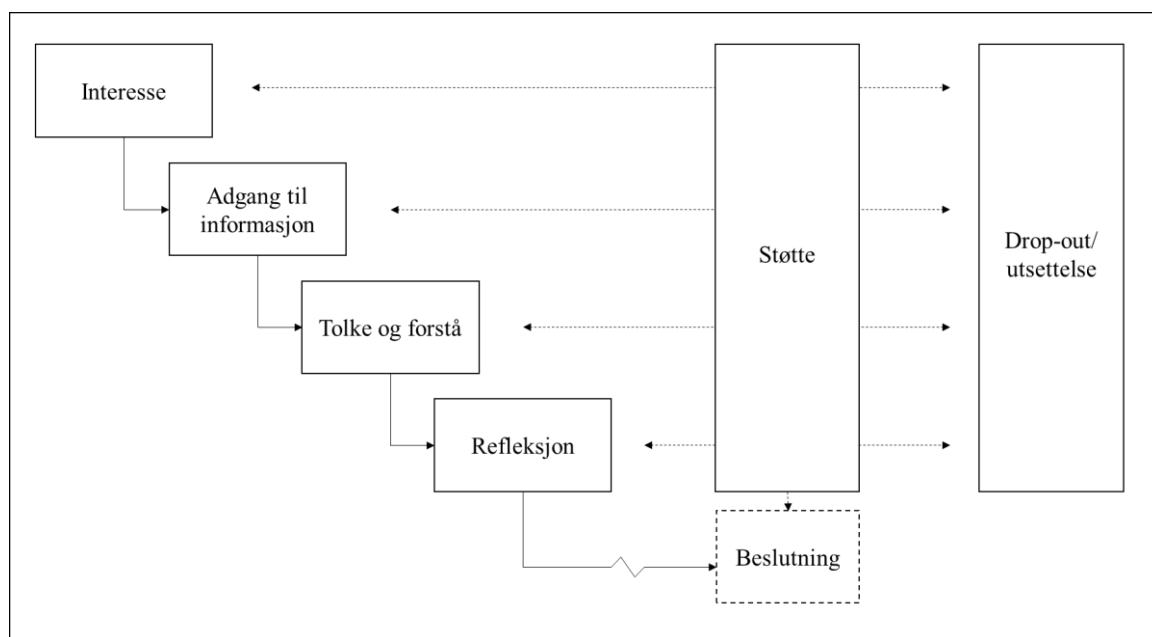 Interesse
Adgang til
informasjon
Tolke og forstå
Refleksjon
Støtte
Beslutning
Drop-out/
utsettelse